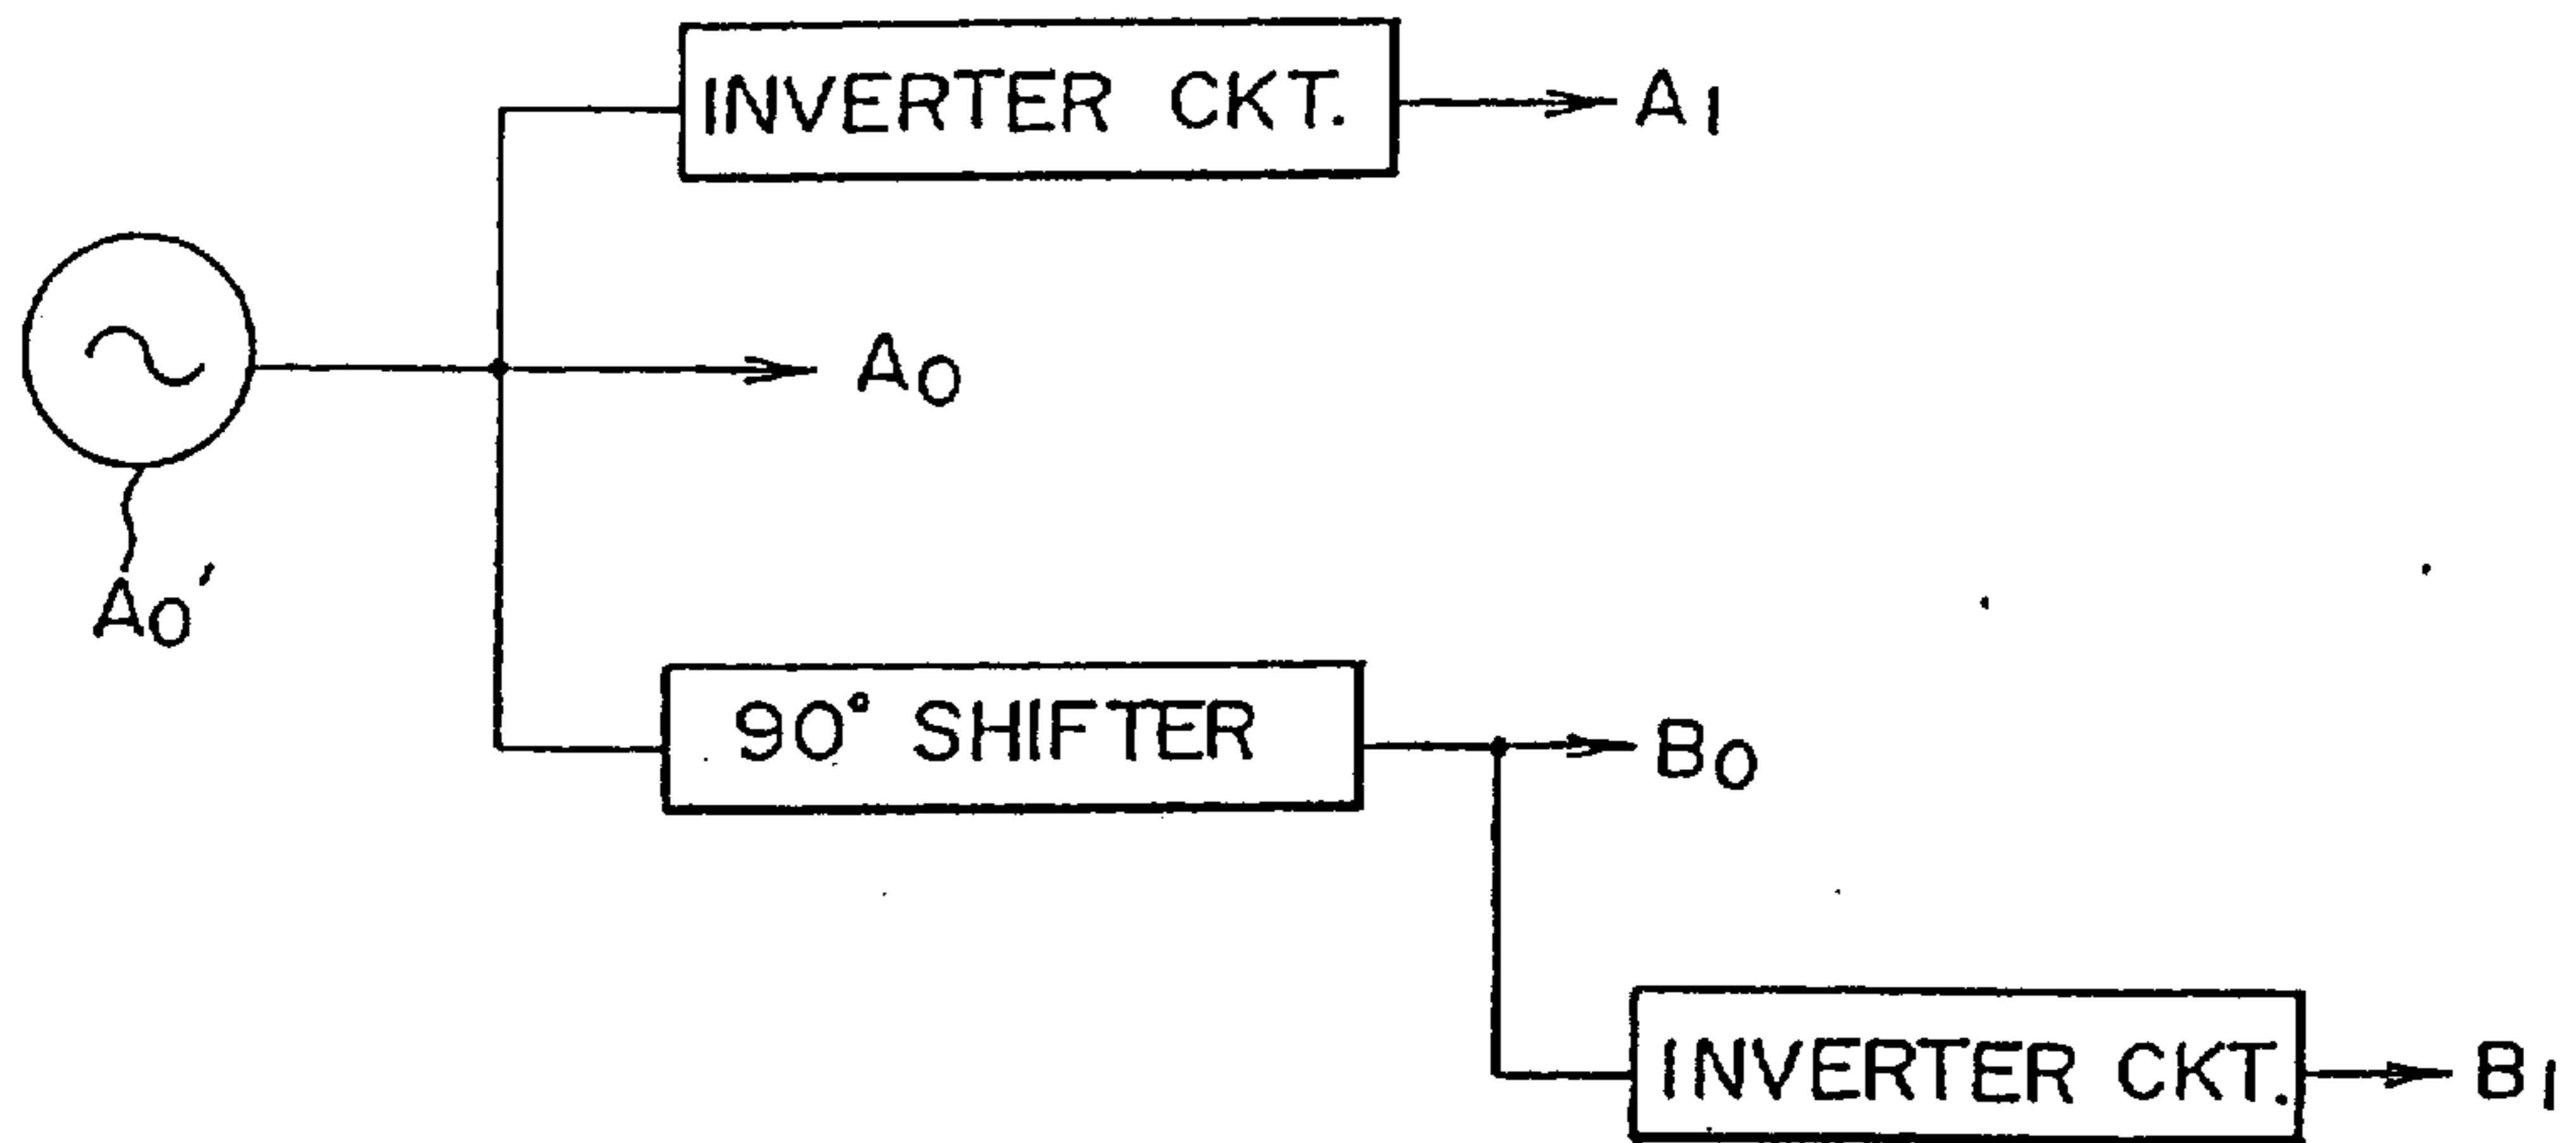 INVERTER CKT.
A1
A0
A0'
90° SHIFTER
B0
INVERTER CKT.
B1